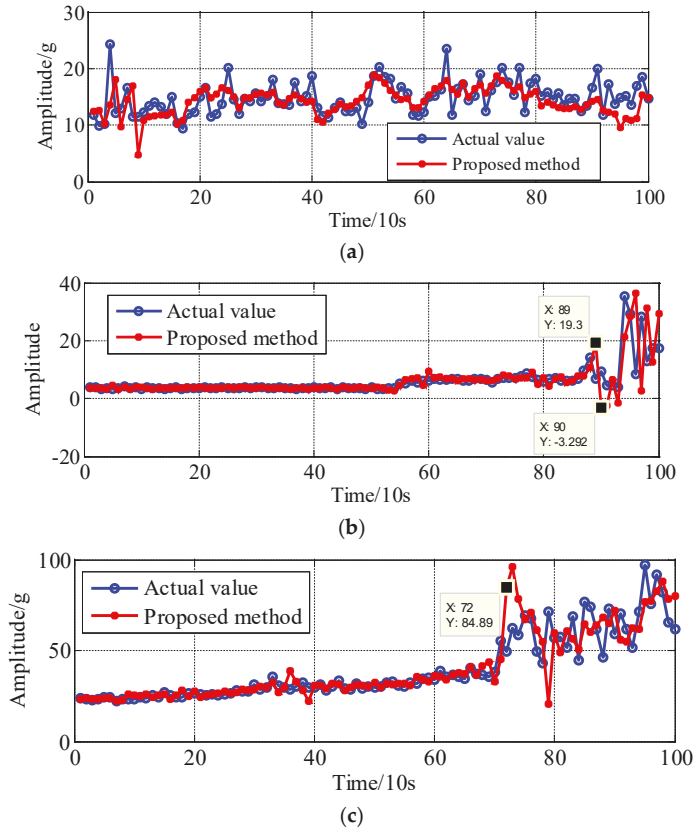 30
20
10
0
Amplitude/g
Actual value
Proposed method
0 20 40 60 80 100
Time/10s
(a)
40
20
0
-20
Amplitude
Actual value
Proposed method
X: 89
Y: 19.3
X: 90
Y: -3.292
0 20 40 60 80 100
Time/10s
(b)
100
50
0
Amplitude/g
Actual value
Proposed method
X: 72
Y: 84.89
0 20 40 60 80 100
Time/10s
(c)